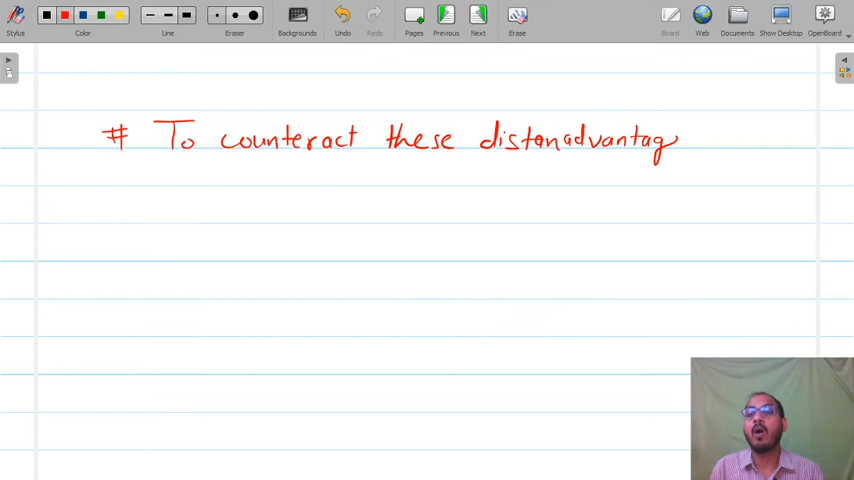 Stylus Color Line Eraser Backgrounds Undo Redo Pages Previous Next Erase Board Web Documents Show Desktop OpenBoard
# To counteract these distanadvantag